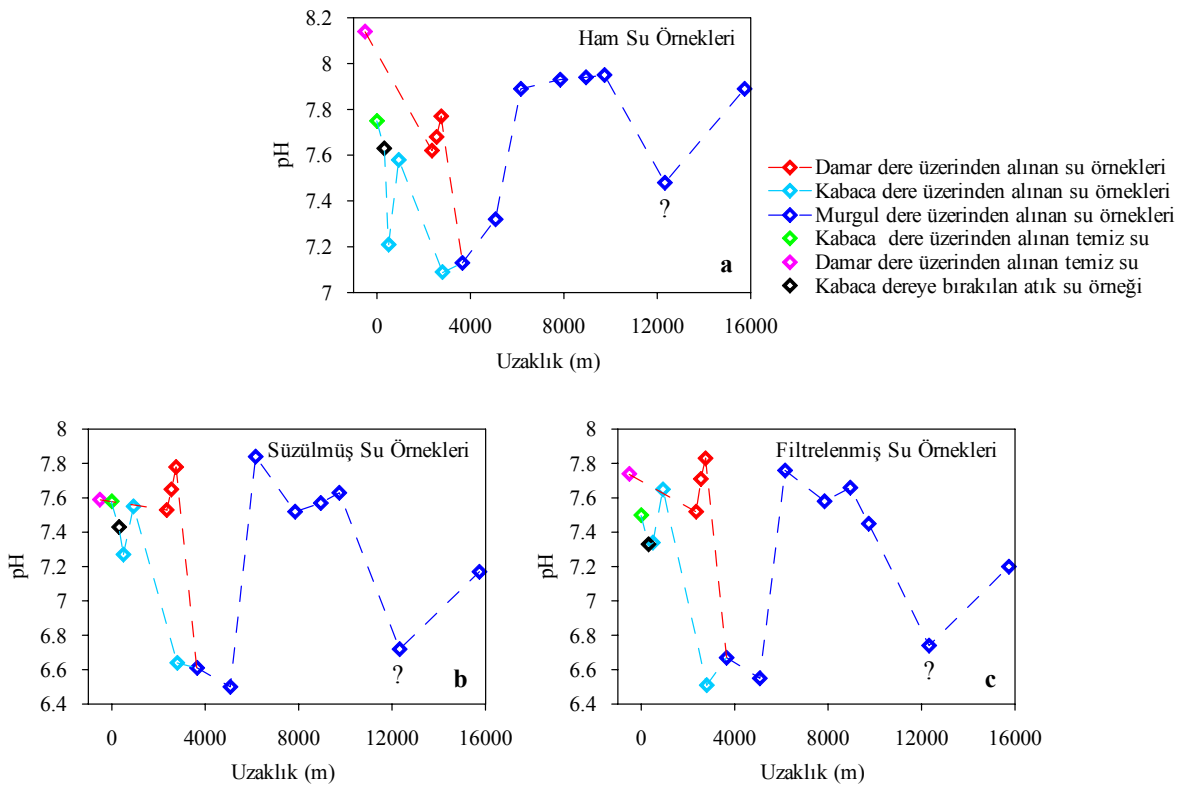 Ham Su Örnekleri
8.2
8
7.8
7.6
7.4
7.2
7
pH
?
a
0 4000 8000 12000 16000
Uzaklık (m)
Damar dere üzerinden alınan su örnekleri
Kabaca dere üzerinden alınan su örnekleri
Murgul dere üzerinden alınan su örnekleri
Kabaca dere üzerinden alınan temiz su
Damar dere üzerinden alınan temiz su
Kabaca dereye bırakılan atık su örneği
Süzülmüş Su Örnekleri
8
7.8
7.6
7.4
7.2
7
6.8
6.6
6.4
pH
?
b
0 4000 8000 12000 16000
Uzaklık (m)
Filtrelenmiş Su Örnekleri
8
7.8
7.6
7.4
7.2
7
6.8
6.6
6.4
pH
?
c
0 4000 8000 12000 16000
Uzaklık (m)